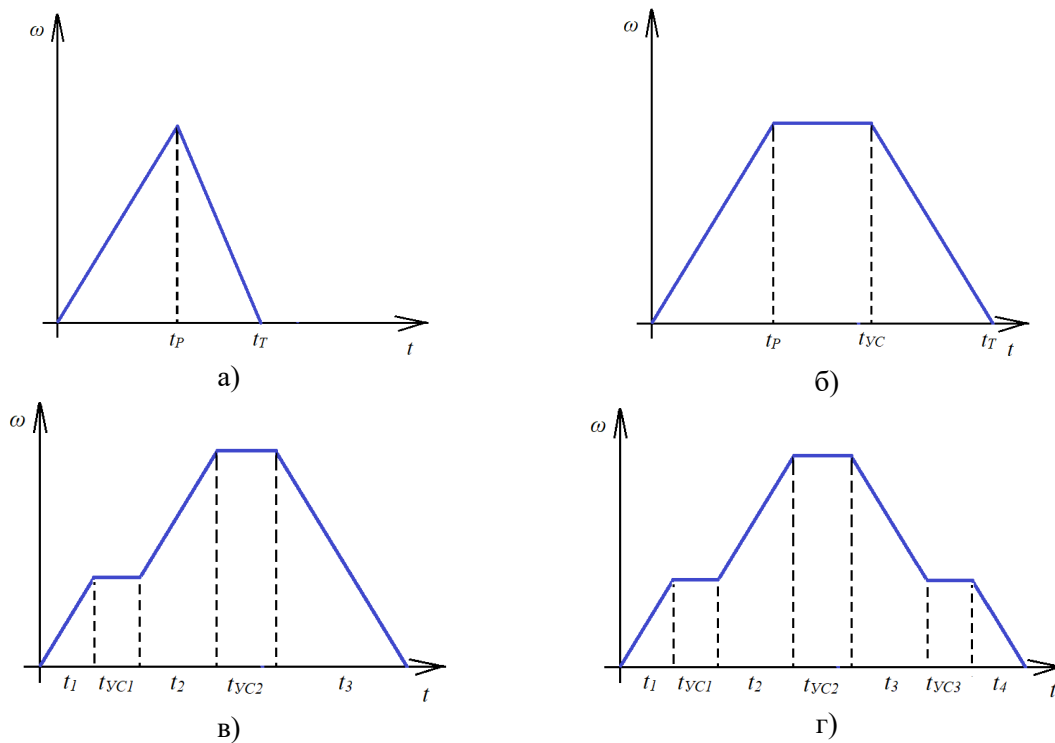 ω
t_P t_T t
а)
ω
t_P t_УС t_T t
б)
ω
t_1 t_УС1 t_2 t_УС2 t_3 t
в)
ω
t_1 t_УС1 t_2 t_УС2 t_3 t_УС3 t_4 t
г)